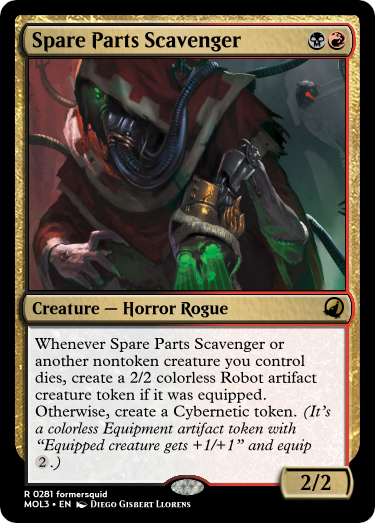 Spare Parts Scavenger
Creature — Horror Rogue
Whenever Spare Parts Scavenger or
another nontoken creature you control
dies, create a 2/2 colorless Robot artifact
creature token if it was equipped.
Otherwise, create a Cybernetic token. (It's
a colorless Equipment artifact token with
“Equipped creature gets +1/+1” and equip
2.)
2/2
R 0281 formersquid
MOL3 • EN Diego Gisbert Llorens